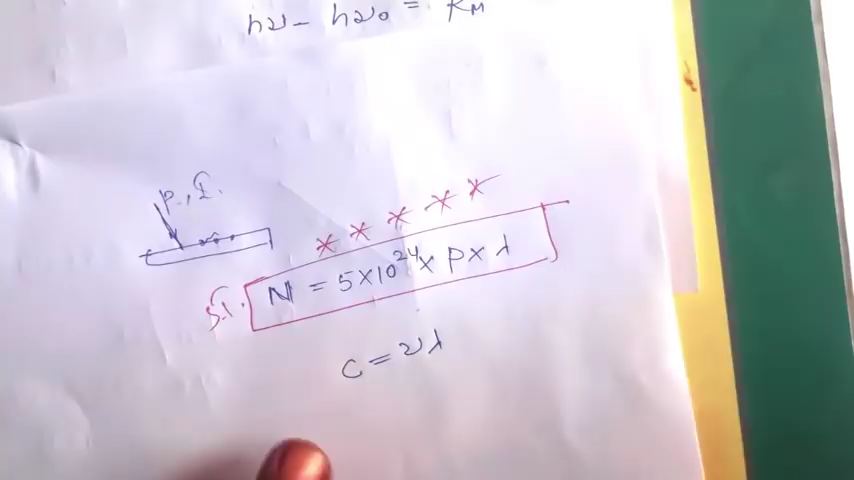 hν - hν₀ = KM
P, I.
* * * * *
S.I. N = 5×10²⁴× P× λ
C = νλ